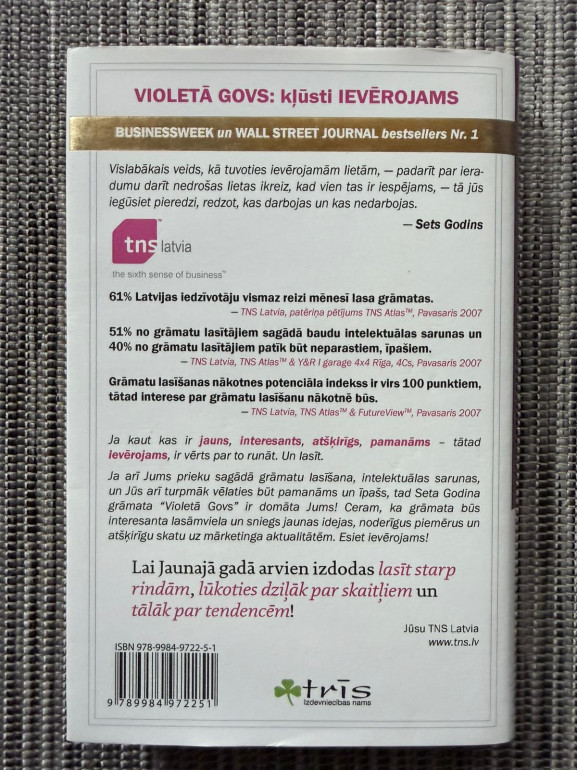 VIOLETĀ GOVS: kļūsti IEVĒROJAMS
BUSINESSWEEK un WALL STREET JOURNAL bestsellers Nr. 1
Vislabākais veids, kā tuvoties ievērojamām lietām, — padarīt par iera-
dumu darīt nedrošas lietas ikreiz, kad vien tas ir iespējams, — tā jūs
iegūsiet pieredzi, redzot, kas darbojas un kas nedarbojas.
— Sets Godins
tns latvia
the sixth sense of business™
61% Latvijas iedzīvotāju vismaz reizi mēnesī lasa grāmatas.
— TNS Latvia, patēriņa pētījums TNS Atlas™, Pavasaris 2007
51% no grāmatu lasītājiem sagādā baudu intelektuālas sarunas un
40% no grāmatu lasītājiem patīk būt neparastiem, īpašiem.
— TNS Latvia, TNS Atlas™ & Y&R I garage 4x4 Rīga, 4Cs, Pavasaris 2007
Grāmatu lasīšanas nākotnes potenciāla indekss ir virs 100 punktiem,
tātad interese par grāmatu lasīšanu nākotnē būs.
— TNS Latvia, TNS Atlas™ & FutureView™, Pavasaris 2007
Ja kaut kas ir jauns, interesants, atšķirīgs, pamanāms – tātad
ievērojams, ir vērts par to runāt. Un lasīt.
Ja arī Jums prieku sagādā grāmatu lasīšana, intelektuālas sarunas,
un Jūs arī turpmāk vēlaties būt pamanāms un īpašs, tad Seta Godina
grāmata “Violetā Govs” ir domāta Jums! Ceram, ka grāmata būs
interesanta lasāmviela un sniegs jaunas idejas, noderīgus piemērus un
atšķirīgu skatu uz mārketinga aktualitātēm. Esiet ievērojams!
Lai Jaunajā gadā arvien izdodas lasīt starp
rindām, lūkoties dziļāk par skaitļiem un
tālāk par tendencēm!
Jūsu TNS Latvia
www.tns.lv
ISBN 978-9984-9722-5-1
9 789984 972251
trīs
Izdevniecības nams